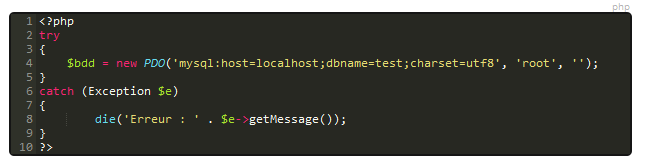 php
1 <?php
2 try
3 {
4     $bdd = new PDO('mysql:host=localhost;dbname=test;charset=utf8', 'root', '');
5 }
6 catch (Exception $e)
7 {
8         die('Erreur : ' . $e->getMessage());
9 }
10 ?>